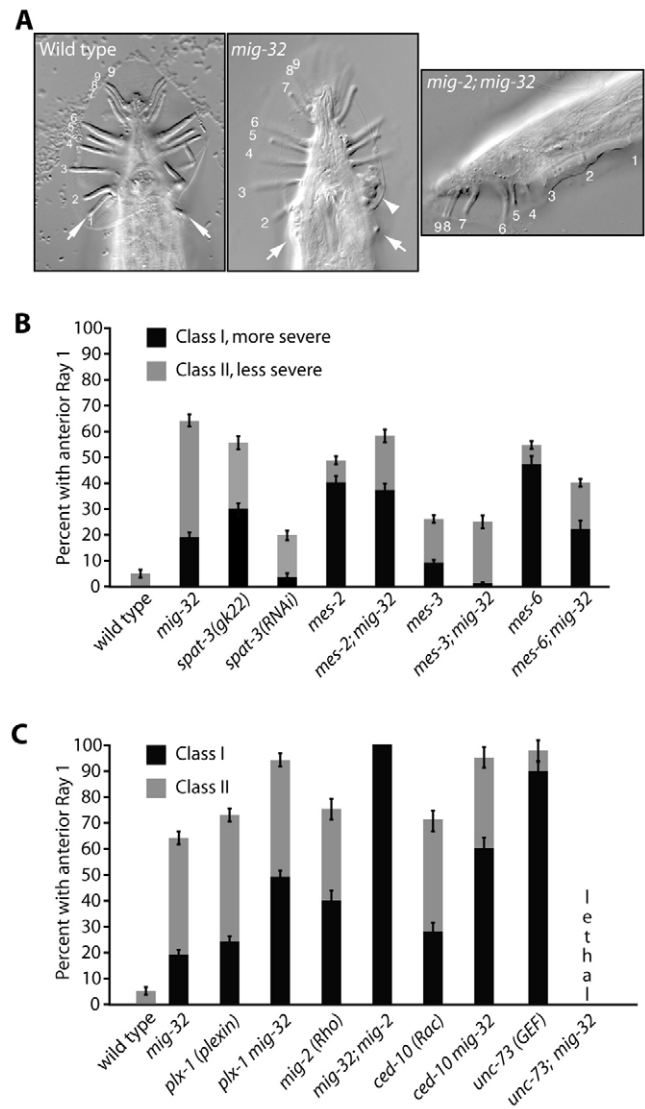 A
Wild type
mig-32
mig-2; mig-32
9 9
8
7
6
5
4
3
2
1
9
8
7
6
5
4
3
2
1
2
3
4
5
6
7
9 8
B
Percent with anterior Ray 1
100
90
80
70
60
50
40
30
20
10
0
Class I, more severe
Class II, less severe
wild type
mig-32
spat-3(gk22)
spat-3(RNAi)
mes-2
mes-2; mig-32
mes-3
mes-3; mig-32
mes-6
mes-6; mig-32
C
Percent with anterior Ray 1
100
90
80
70
60
50
40
30
20
10
0
Class I
Class II
lethal
wild type
mig-32
plx-1 (plexin)
plx-1 mig-32
mig-2 (Rho)
mig-32; mig-2
ced-10 (Rac)
ced-10 mig-32
unc-73 (GEF)
unc-73; mig-32